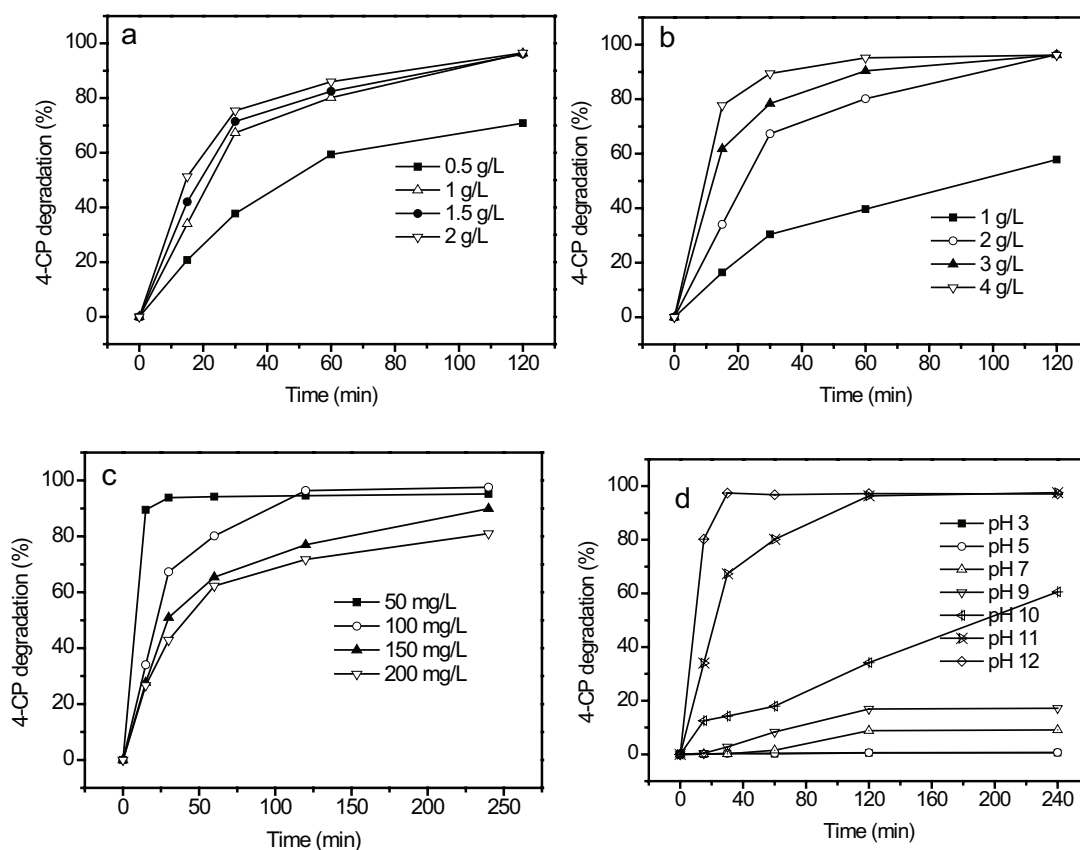 a
100
80
60
40
20
0
4-CP degradation (%)
0.5 g/L
1 g/L
1.5 g/L
2 g/L
0 20 40 60 80 100 120
Time (min)
b
100
80
60
40
20
0
4-CP degradation (%)
1 g/L
2 g/L
3 g/L
4 g/L
0 20 40 60 80 100 120
Time (min)
c
100
80
60
40
20
0
4-CP degradation (%)
50 mg/L
100 mg/L
150 mg/L
200 mg/L
0 50 100 150 200 250
Time (min)
d
100
80
60
40
20
0
4-CP degradation (%)
pH 3
pH 5
pH 7
pH 9
pH 10
pH 11
pH 12
0 40 80 120 160 200 240
Time (min)